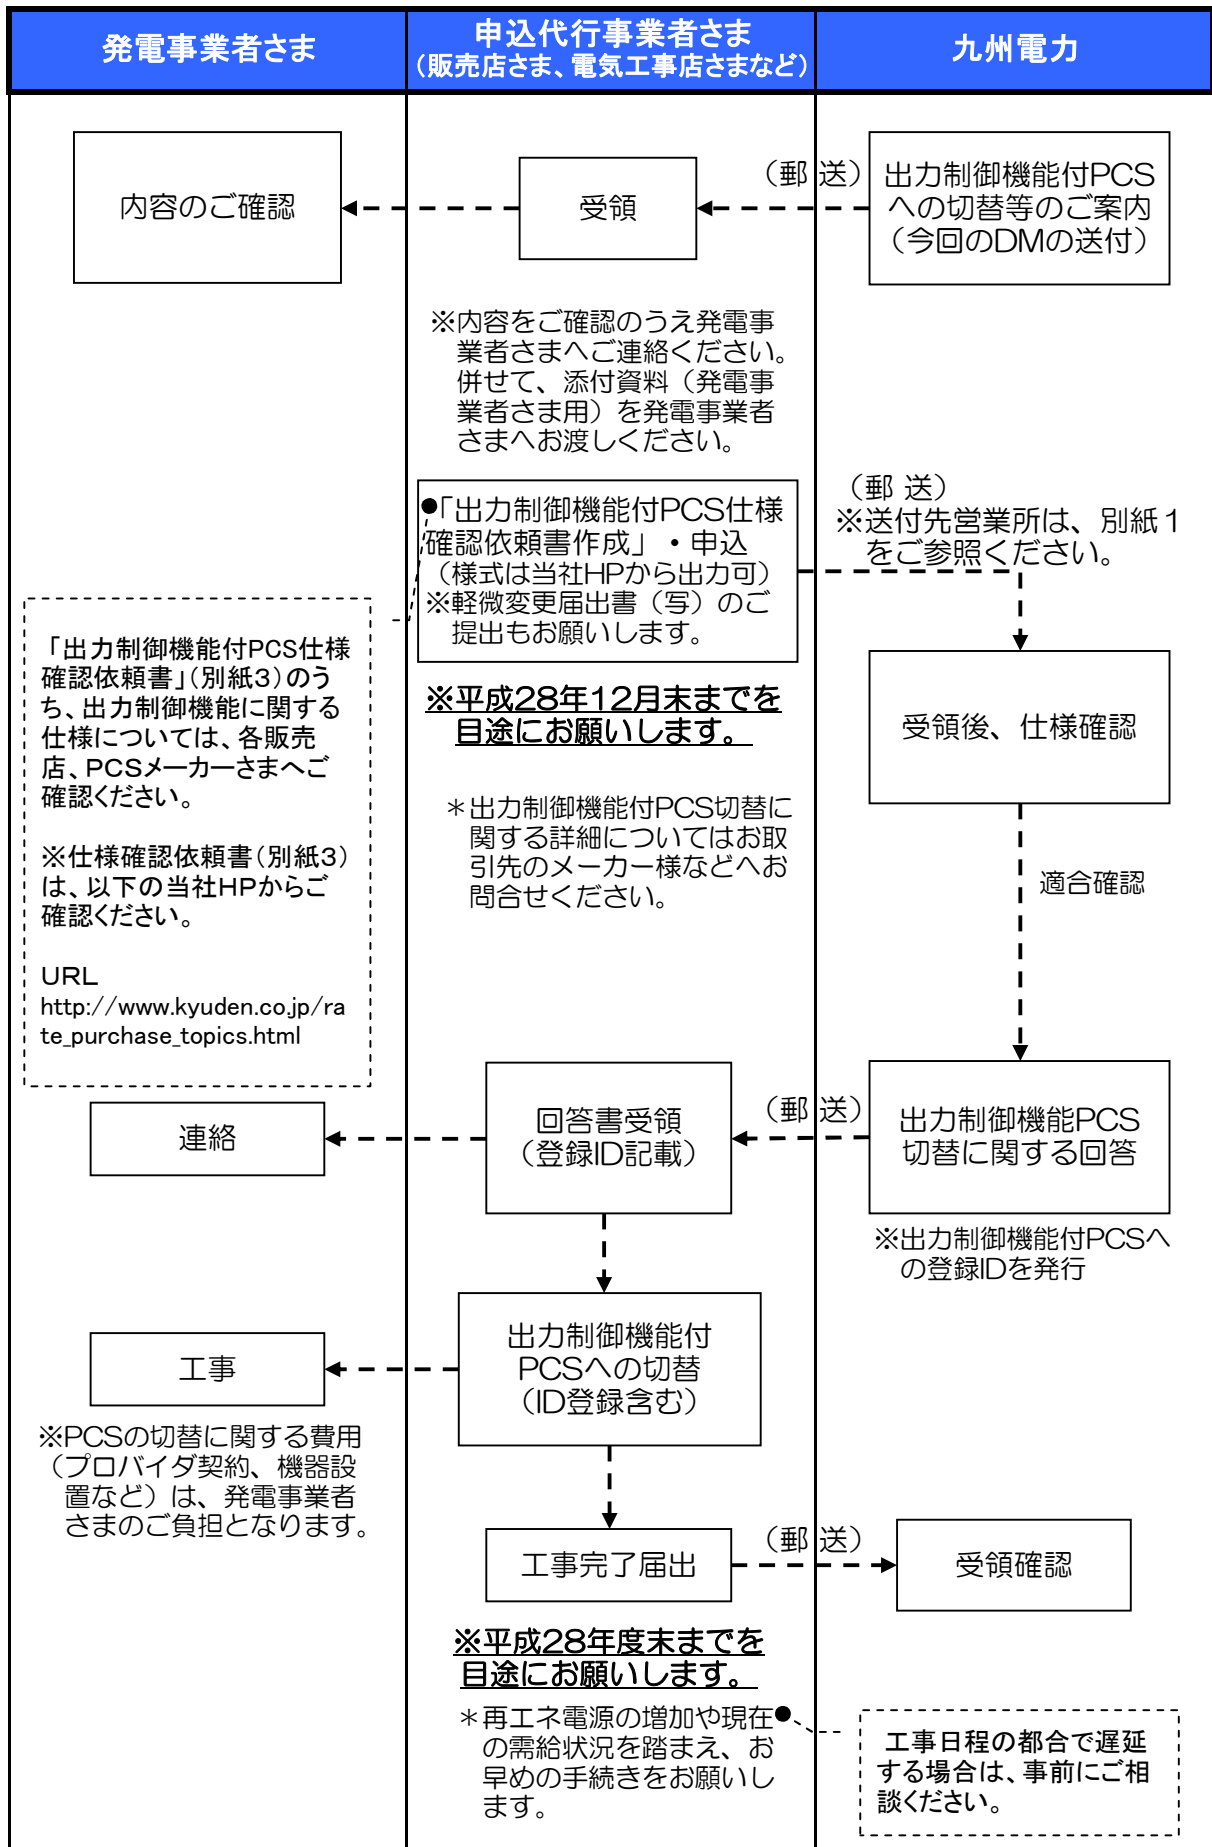 発電事業者さま
申込代行事業者さま
（販売店さま、電気工事店さまなど）
九州電力
内容のご確認
受領
（郵 送）
出力制御機能付PCS
への切替等のご案内
（今回のDMの送付）
※内容をご確認のうえ発電事
業者さまへご連絡ください。
併せて、添付資料（発電事
業者さま用）を発電事業者
さまへお渡しください。
●「出力制御機能付PCS仕様
確認依頼書作成」・申込
（様式は当社HPから出力可）
※軽微変更届出書（写）のご
提出もお願いします。
（郵 送）
※送付先営業所は、別紙１
をご参照ください。
※平成28年12月末までを
目途にお願いします。
「出力制御機能付PCS仕様
確認依頼書」（別紙3）のう
ち、出力制御機能に関する
仕様については、各販売
店、PCSメーカーさまへご
確認ください。
※仕様確認依頼書（別紙3）
は、以下の当社HPからご
確認ください。
URL
http://www.kyuden.co.jp/ra
te_purchase_topics.html
受領後、仕様確認
＊出力制御機能付PCS切替に
関する詳細についてはお取
引先のメーカー様などへお
問合せください。
適合確認
連絡
回答書受領
（登録ID記載）
（郵 送）
出力制御機能PCS
切替に関する回答
※出力制御機能付PCSへ
の登録IDを発行
工事
出力制御機能付
PCSへの切替
（ID登録含む）
※PCSの切替に関する費用
（プロバイダ契約、機器設
置など）は、発電事業者
さまのご負担となります。
工事完了届出
（郵 送）
受領確認
※平成28年度末までを
目途にお願いします。
＊再エネ電源の増加や現在
の需給状況を踏まえ、お
早めの手続きをお願いし
ます。
工事日程の都合で遅延
する場合は、事前にご相
談ください。